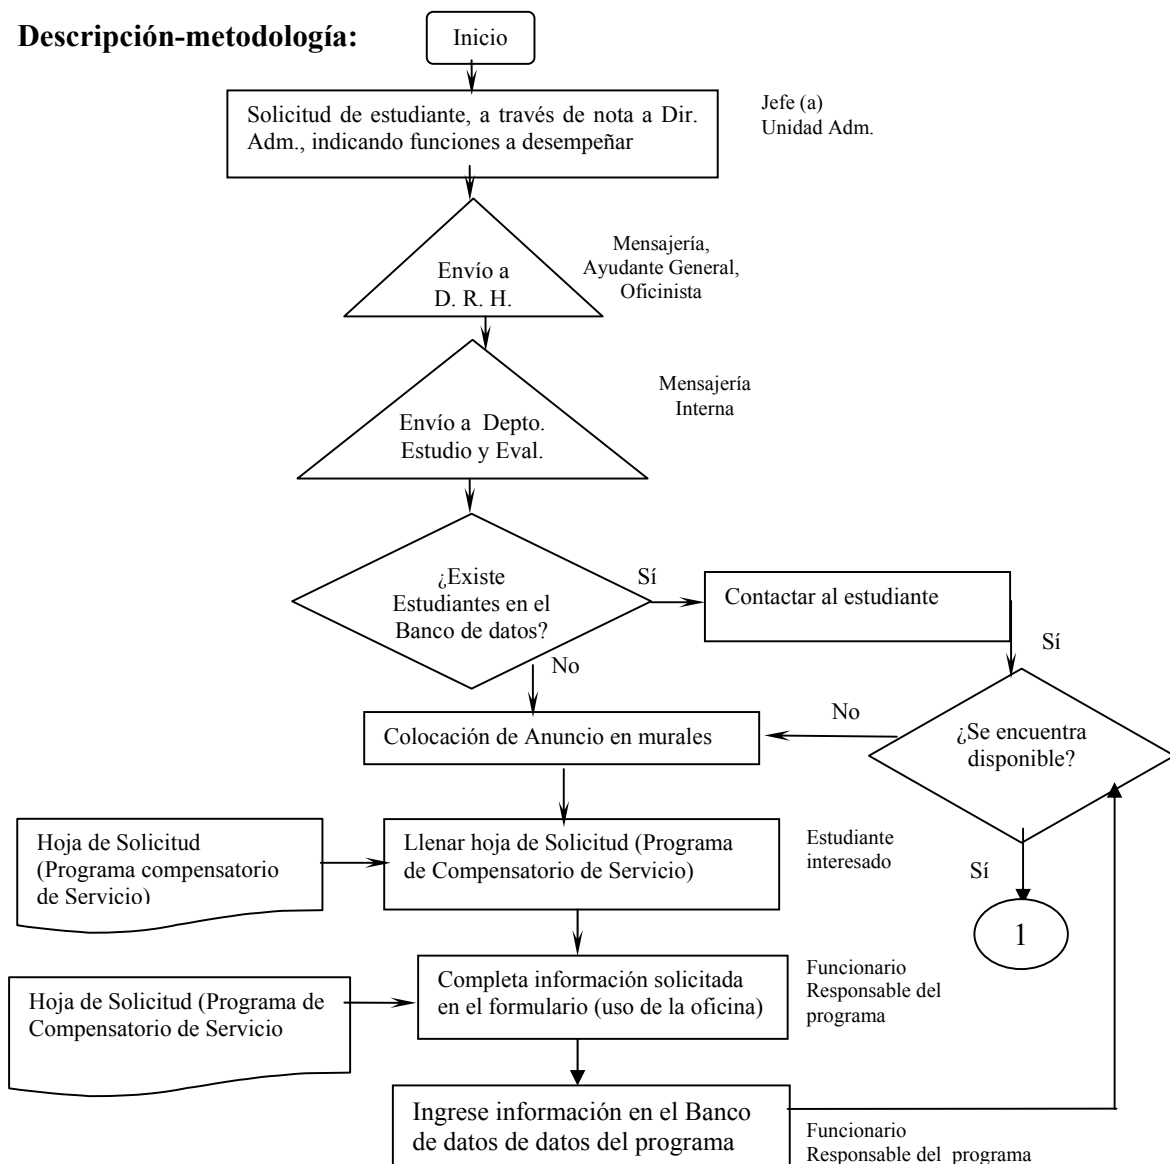 Descripción-metodología:
Inicio
Solicitud de estudiante, a través de nota a Dir.
Adm., indicando funciones a desempeñar
Jefe (a)
Unidad Adm.
Envío a
D. R. H.
Mensajería,
Ayudante General,
Oficinista
Envío a Depto.
Estudio y Eval.
Mensajería
Interna
¿Existe
Estudiantes en el
Banco de datos?
Sí
Contactar al estudiante
Sí
No
No
¿Se encuentra
disponible?
Colocación de Anuncio en murales
Hoja de Solicitud
(Programa compensatorio
de Servicio)
Llenar hoja de Solicitud (Programa
de Compensatorio de Servicio)
Estudiante
interesado
Sí
1
Hoja de Solicitud (Programa de
Compensatorio de Servicio
Completa información solicitada
en el formulario (uso de la oficina)
Funcionario
Responsable del
programa
Ingrese información en el Banco
de datos de datos del programa
Funcionario
Responsable del programa